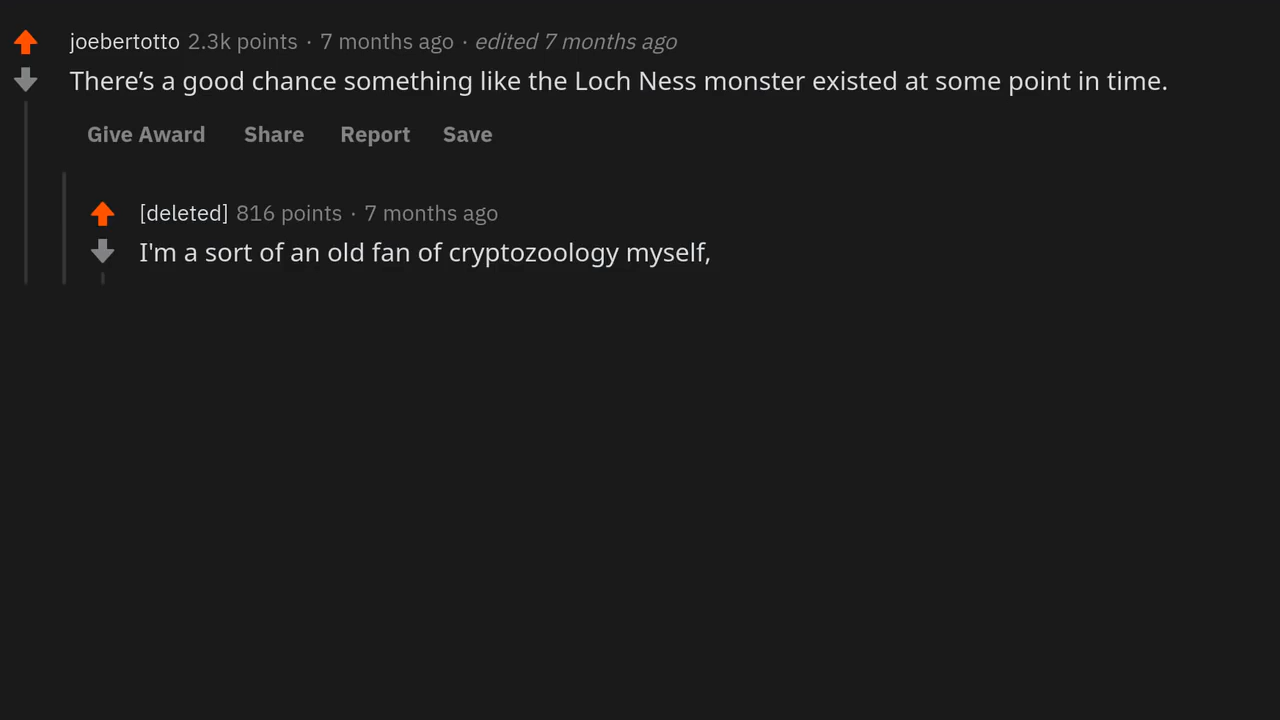 joebertotto 2.3k points · 7 months ago · edited 7 months ago
There’s a good chance something like the Loch Ness monster existed at some point in time.
Give Award Share Report Save
[deleted] 816 points · 7 months ago
I'm a sort of an old fan of cryptozoology myself,